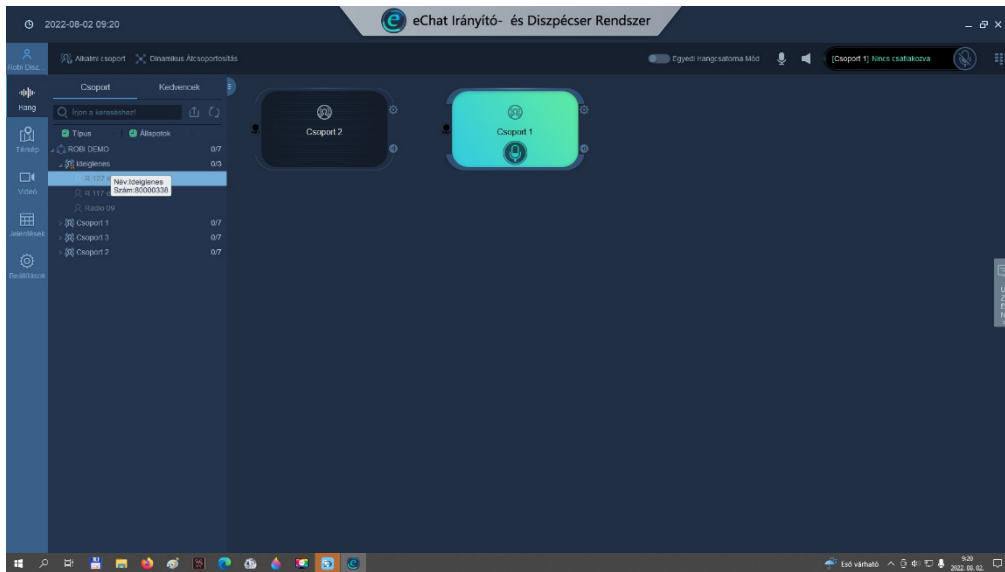 2022-08-02 09:20
eChat Irányító- és Diszpécser Rendszer
Robi Disz...
Alkalmi csoport
Dinamikus Átcsoportosítás
Egyedi Hangcsatorna Mód
[Csoport 1] Nincs csatlakozva
Hang
Térkép
Videó
Jelentések
Beállítások
Csoport
Kedvencek
Írjon a kereséshez!
Típus
Állapotok
ROBI DEMO 0/7
Ideiglenes 0/3
R 127
Név:Ideiglenes
Szám:80000338
R 117
Radio 09
Csoport 1 0/7
Csoport 3 0/7
Csoport 2 0/7
Csoport 2
Csoport 1
Ü
Z
E
N
Eső várható
9:20
2022. 08. 02.